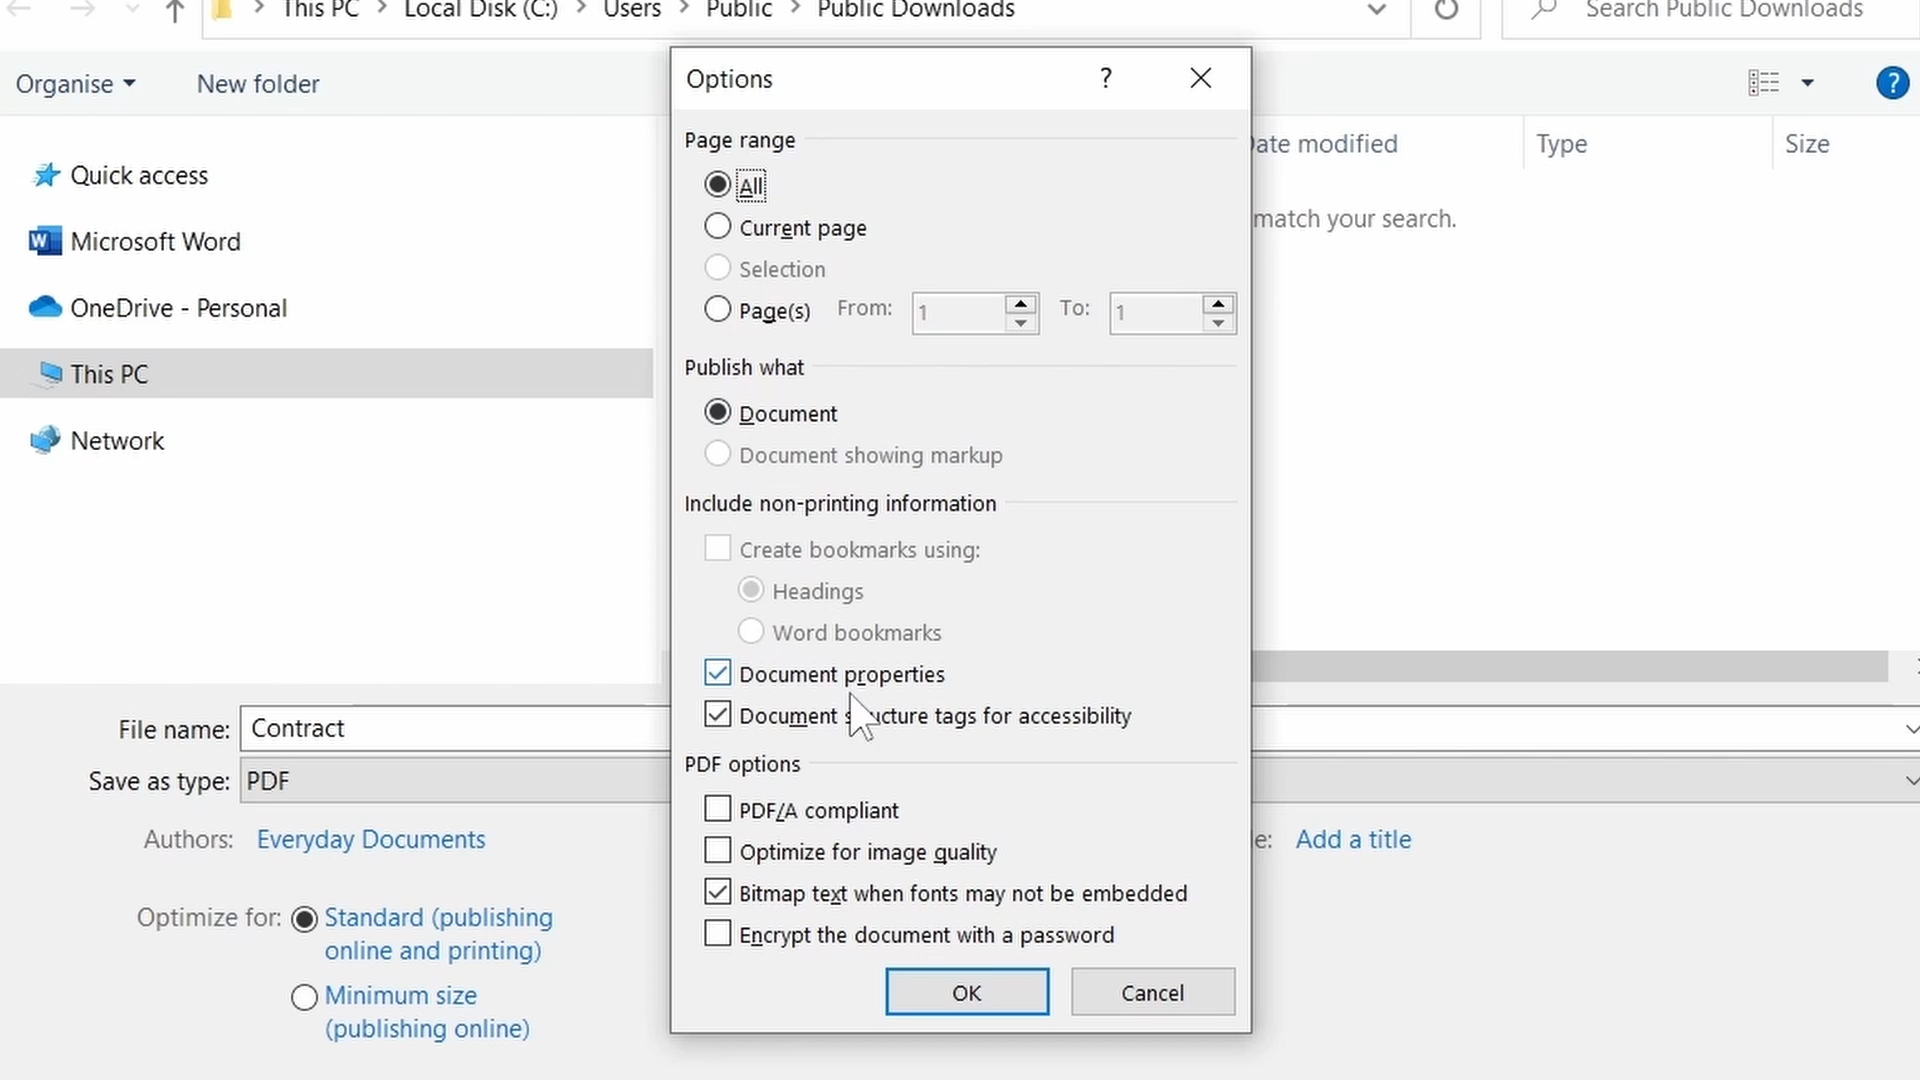 This PC > Local Disk (C:) > Users > Public > Public Downloads
Search Public Downloads
Organise
New folder
?
Quick access
Microsoft Word
OneDrive - Personal
This PC
Network
Date modified
Type
Size
match your search.
File name: Contract
Save as type: PDF
Authors: Everyday Documents
Add a title
Optimize for: Standard (publishing
online and printing)
Minimum size
(publishing online)
Options
?
Page range
All
Current page
Selection
Page(s) From: 1 To: 1
Publish what
Document
Document showing markup
Include non-printing information
Create bookmarks using:
Headings
Word bookmarks
Document properties
Document structure tags for accessibility
PDF options
PDF/A compliant
Optimize for image quality
Bitmap text when fonts may not be embedded
Encrypt the document with a password
OK
Cancel